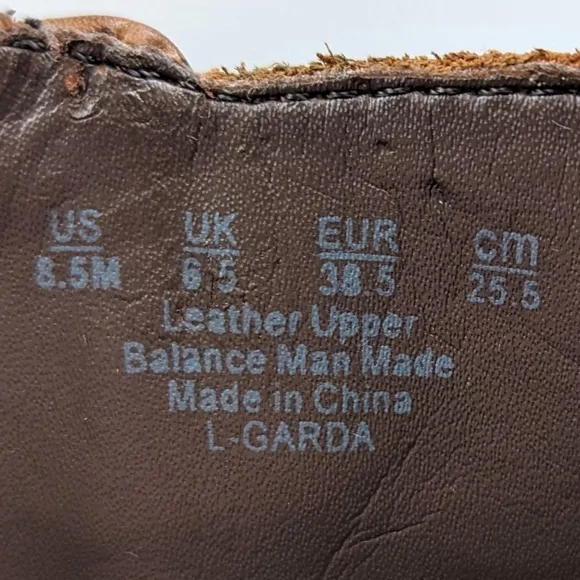 US UK EUR cm
8.5M 6.5 38.5 25.5
Leather Upper
Balance Man Made
Made in China
L-GARDA